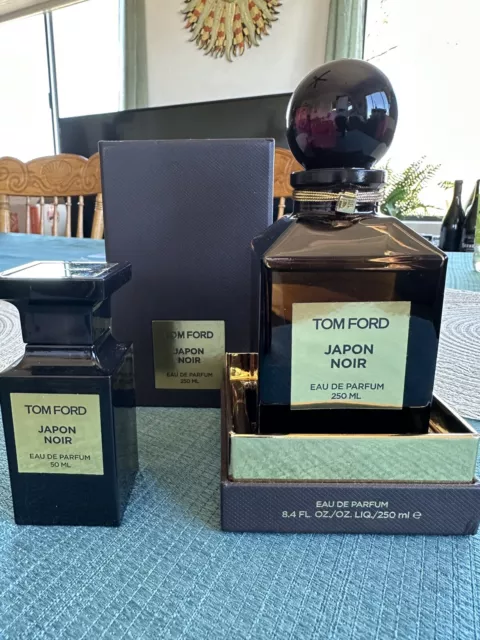 TOM FORD
JAPON
NOIR
EAU DE PARFUM
50 ML
TOM FORD
JAPON
NOIR
EAU DE PARFUM
250 ML
TOM FORD
JAPON
NOIR
EAU DE PARFUM
250 ML
EAU DE PARFUM
8.4 FL. OZ./OZ. LIQ./250 ml ℮